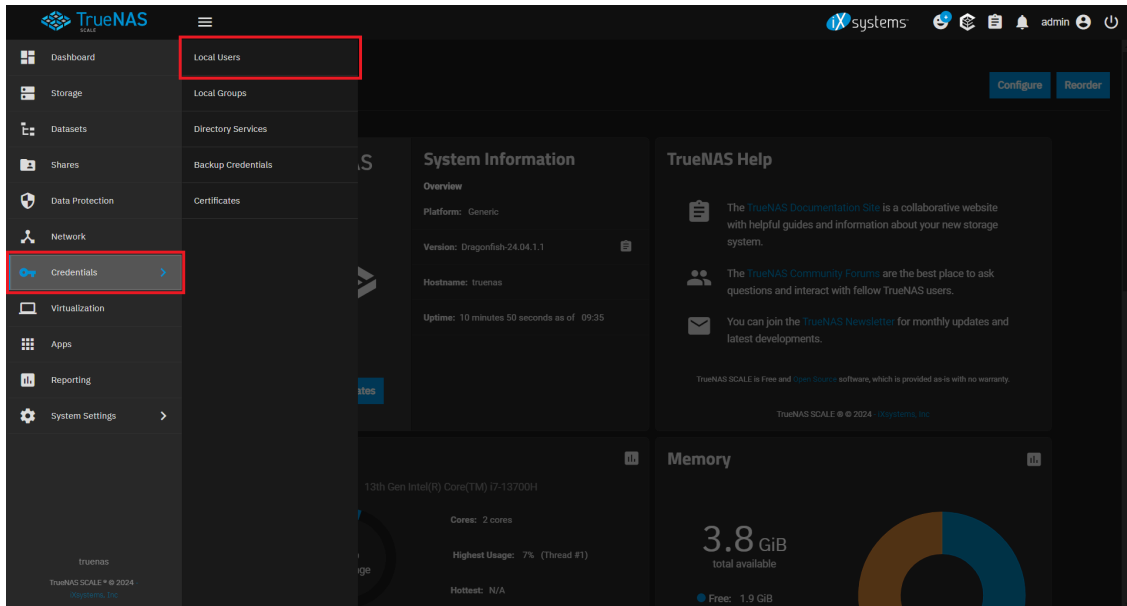 TrueNAS
SCALE
iX systems
admin
Dashboard
Storage
Datasets
Shares
Data Protection
Network
Credentials
Virtualization
Apps
Reporting
System Settings
truenas
TrueNAS SCALE ® © 2024 -
iXsystems, Inc
Local Users
Local Groups
Directory Services
Backup Credentials
Certificates
Configure
Reorder
AS
ates
System Information
Overview
Platform: Generic
Version: Dragonfish-24.04.1.1
Hostname: truenas
Uptime: 10 minutes 50 seconds as of 09:35
TrueNAS Help
The TrueNAS Documentation Site is a collaborative website
with helpful guides and information about your new storage
system.
The TrueNAS Community Forums are the best place to ask
questions and interact with fellow TrueNAS users.
You can join the TrueNAS Newsletter for monthly updates and
latest developments.
TrueNAS SCALE is Free and Open Source software, which is provided as-is with no warranty.
TrueNAS SCALE ® © 2024 - iXsystems, Inc
13th Gen Intel(R) Core(TM) i7-13700H
Cores: 2 cores
Highest Usage: 7% (Thread #1)
Hottest: N/A
age
Memory
3.8 GiB
total available
Free: 1.9 GiB